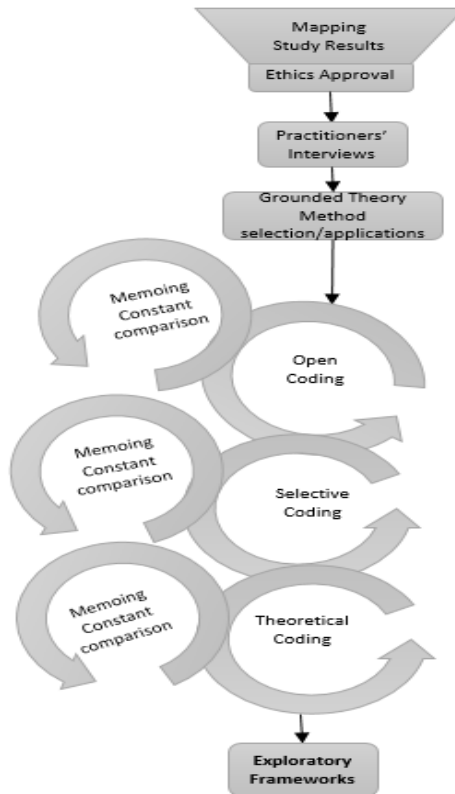 Mapping
Study Results
Ethics Approval
Practitioners'
Interviews
Grounded Theory
Method
selection/applications
Memoing
Constant
comparison
Open
Coding
Memoing
Constant
comparison
Selective
Coding
Memoing
Constant
comparison
Theoretical
Coding
Exploratory
Frameworks